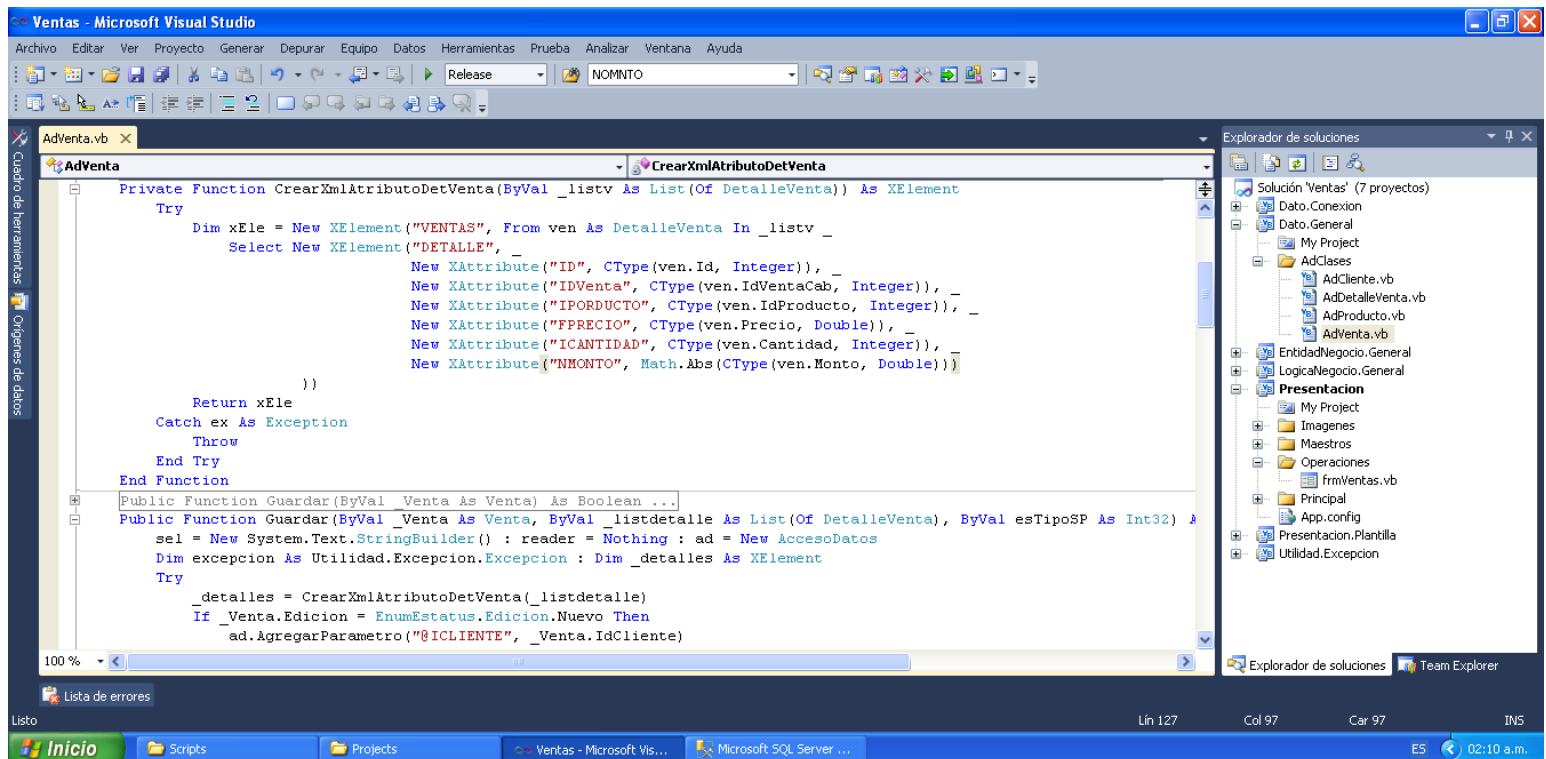 Ventas - Microsoft Visual Studio
Archivo Editar Ver Proyecto Generar Depurar Equipo Datos Herramientas Prueba Analizar Ventana Ayuda
Release NOMNTO
AdVenta.vb
AdVenta CrearXmlAtributoDetVenta
Private Function CrearXmlAtributoDetVenta(ByVal _listv As List(Of DetalleVenta)) As XElement
Try
Dim xEle = New XElement("VENTAS", From ven As DetalleVenta In _listv _
Select New XElement("DETALLE", _
New XAttribute("ID", CType(ven.Id, Integer)), _
New XAttribute("IDVenta", CType(ven.IdVentaCab, Integer)), _
New XAttribute("IPORDUCTO", CType(ven.IdProducto, Integer)), _
New XAttribute("FPRECIO", CType(ven.Precio, Double)), _
New XAttribute("ICANTIDAD", CType(ven.Cantidad, Integer)), _
New XAttribute("NMONTO", Math.Abs(CType(ven.Monto, Double)))
))
Return xEle
Catch ex As Exception
Throw
End Try
End Function
Public Function Guardar(ByVal _Venta As Venta) As Boolean ...
Public Function Guardar(ByVal _Venta As Venta, ByVal _listdetalle As List(Of DetalleVenta), ByVal esTipoSP As Int32) A
sel = New System.Text.StringBuilder() : reader = Nothing : ad = New AccesoDatos
Dim excepcion As Utilidad.Excepcion.Excepcion : Dim _detalles As XElement
Try
_detalles = CrearXmlAtributoDetVenta(_listdetalle)
If _Venta.Edicion = EnumEstatus.Edicion.Nuevo Then
ad.AgregarParametro("@ICLIENTE", _Venta.IdCliente)
100 %
Cuadro de herramientas
Orígenes de datos
Explorador de soluciones
Solución 'Ventas' (7 proyectos)
Dato.Conexion
Dato.General
My Project
AdClases
AdCliente.vb
AdDetalleVenta.vb
AdProducto.vb
AdVenta.vb
EntidadNegocio.General
LogicaNegocio.General
Presentacion
My Project
Imagenes
Maestros
Operaciones
frmVentas.vb
Principal
App.config
Presentacion.Plantilla
Utilidad.Excepcion
Explorador de soluciones Team Explorer
Lista de errores
Listo Lín 127 Col 97 Car 97 INS
Inicio Scripts Projects Ventas - Microsoft Vis... Microsoft SQL Server ... ES 02:10 a.m.